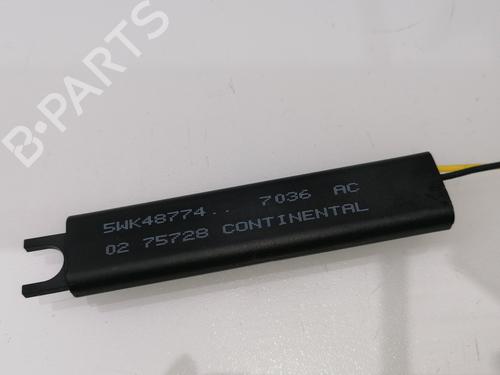 B-PARTS
5WK48774.. 7036 AC
02 75728 CONTINENTAL